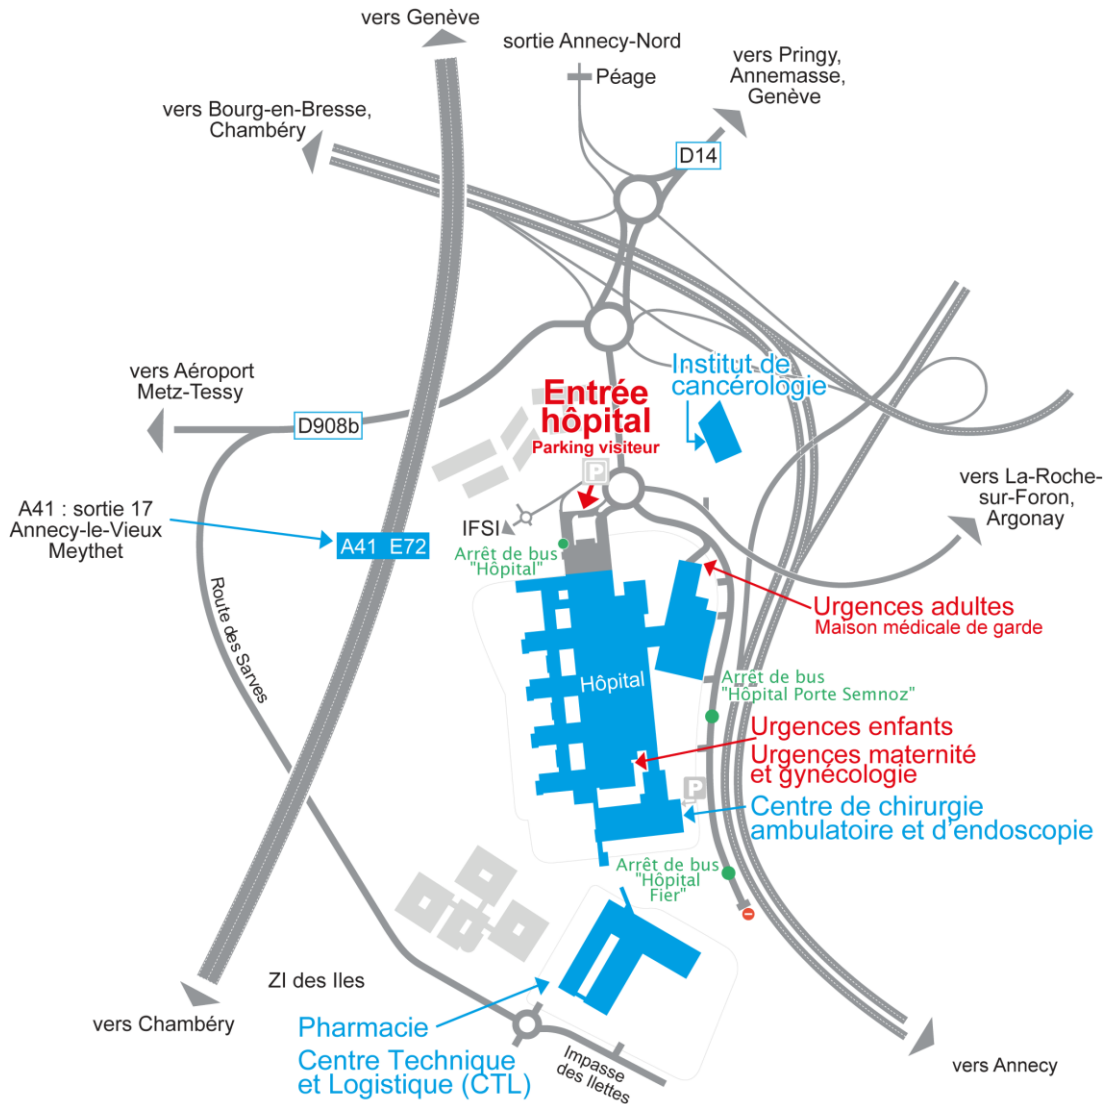 vers Genève
sortie Annecy-Nord
Péage
vers Pringy,
Annemasse,
Genève
vers Bourg-en-Bresse,
Chambéry
D14
Institut de
cancérologie
vers Aéroport
Metz-Tessy
D908b
Entrée
hôpital
Parking visiteur
P
A41 : sortie 17
Annecy-le-Vieux
Meythet
A41 E72
IFSI
vers La-Roche-
sur-Foron,
Argonay
Arrêt de bus
"Hôpital"
Route des Sarves
Urgences adultes
Maison médicale de garde
Hôpital
Arrêt de bus
"Hôpital Porte Semnoz"
Urgences enfants
Urgences maternité
et gynécologie
P
Centre de chirurgie
ambulatoire et d'endoscopie
Arrêt de bus
"Hôpital
Fier"
ZI des Iles
vers Chambéry
Pharmacie
Centre Technique
et Logistique (CTL)
Impasse
des Ilettes
vers Annecy